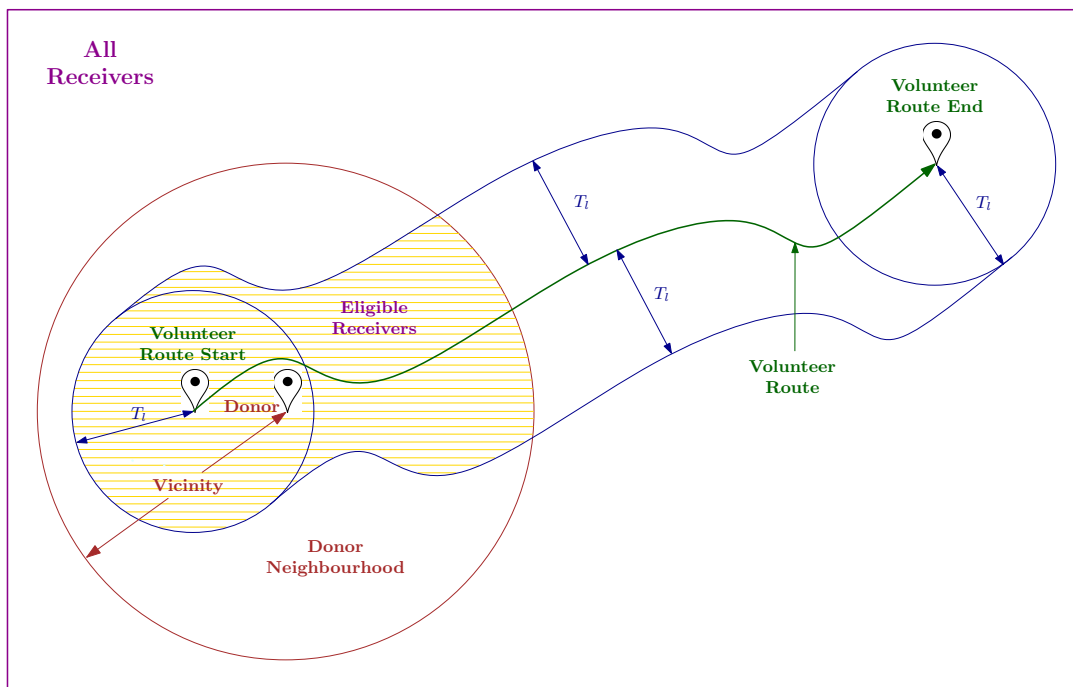 All
Receivers
Volunteer
Route End
T_l
T_l
T_l
Eligible
Receivers
Volunteer
Route Start
Volunteer
Route
Donor
T_l
Vicinity
Donor
Neighbourhood